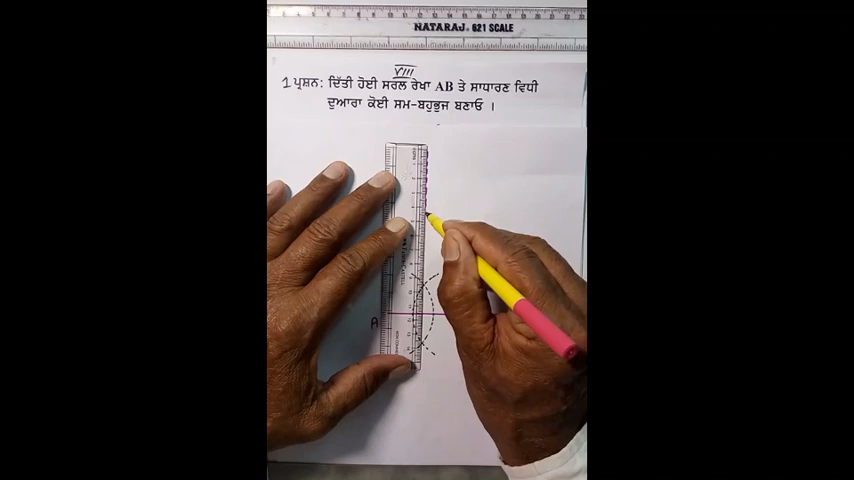 NATARAJ 621 SCALE
VIII
1 ਪ੍ਰਸ਼ਨ: ਦਿੱਤੀ ਹੋਈ ਸਰਲ ਰੇਖਾ AB ਤੇ ਸਾਧਾਰਣ ਵਿਧੀ
ਦੁਆਰਾ ਕੋਈ ਸਮ-ਬਹੁਭੁਜ ਬਣਾਓ ।
A